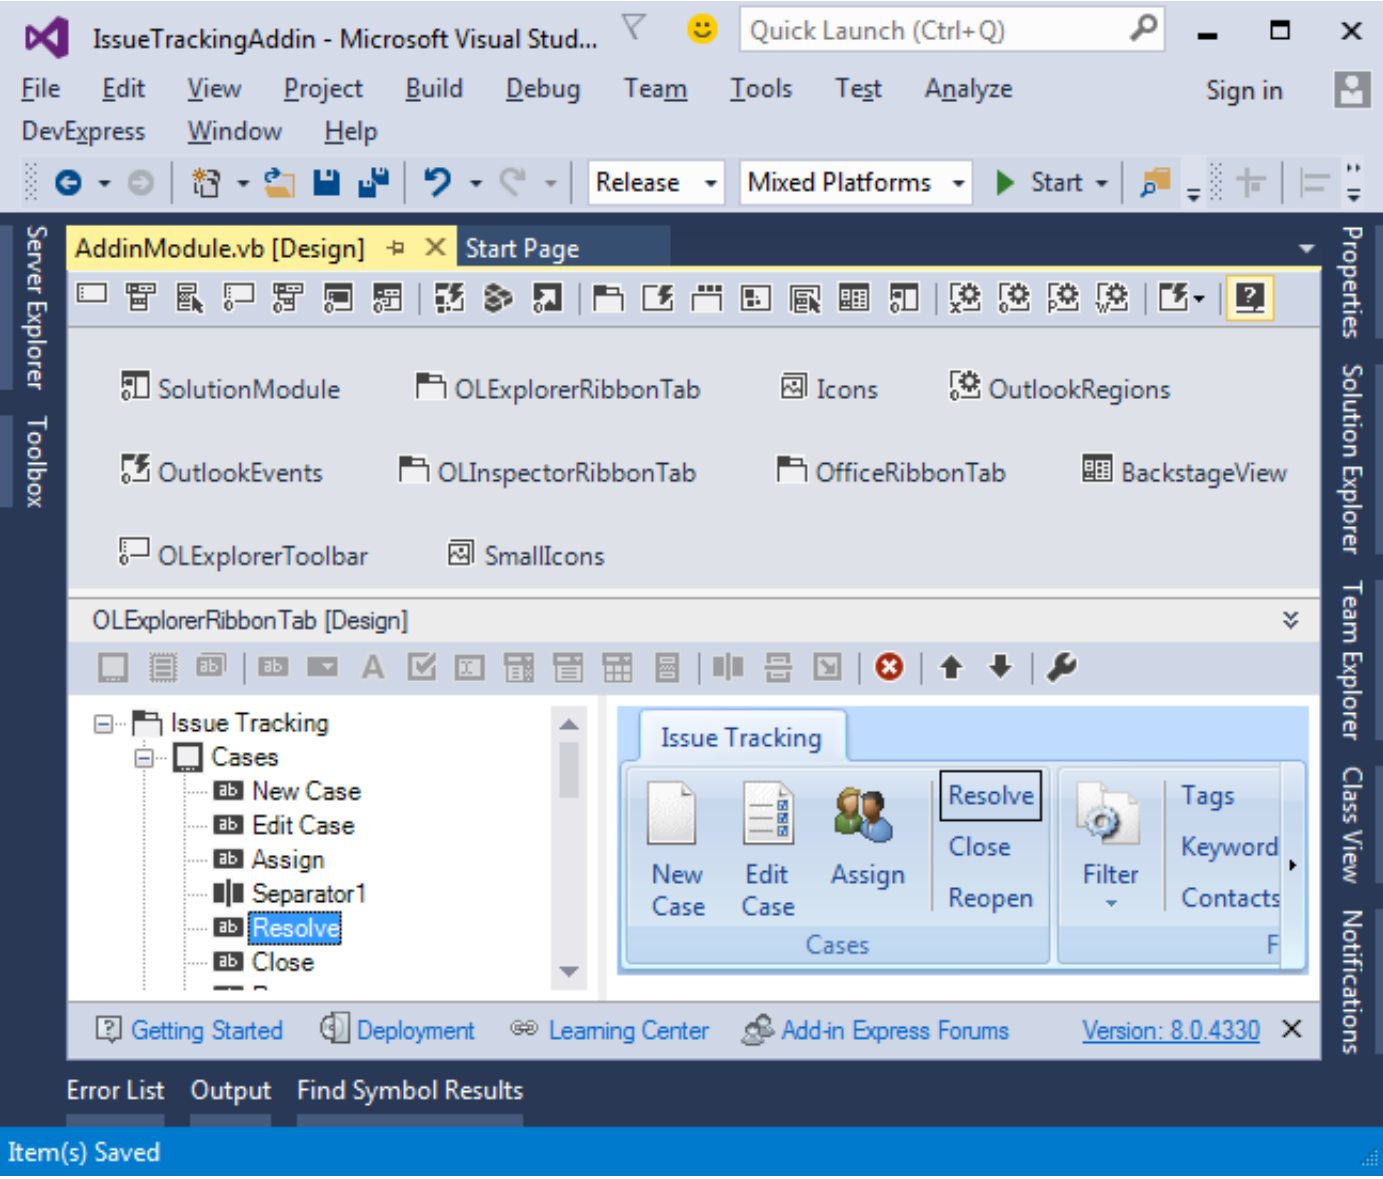 IssueTrackingAddin - Microsoft Visual Stud...
Quick Launch (Ctrl+Q)
File Edit View Project Build Debug Team Tools Test Analyze Sign in
DevExpress Window Help
Release Mixed Platforms Start
Server Explorer
Toolbox
AddinModule.vb [Design] Start Page
SolutionModule OLExplorerRibbonTab Icons OutlookRegions
OutlookEvents OLInspectorRibbonTab OfficeRibbonTab BackstageView
OLExplorerToolbar SmallIcons
OLExplorerRibbonTab [Design]
Issue Tracking
Cases
New Case
Edit Case
Assign
Separator1
Resolve
Close
Issue Tracking
New Case
Edit Case
Assign
Resolve
Close
Reopen
Cases
Filter
Tags
Keyword
Contacts
F
Getting Started Deployment Learning Center Add-in Express Forums Version: 8.0.4330
Properties
Solution Explorer
Team Explorer
Class View
Notifications
Error List Output Find Symbol Results
Item(s) Saved